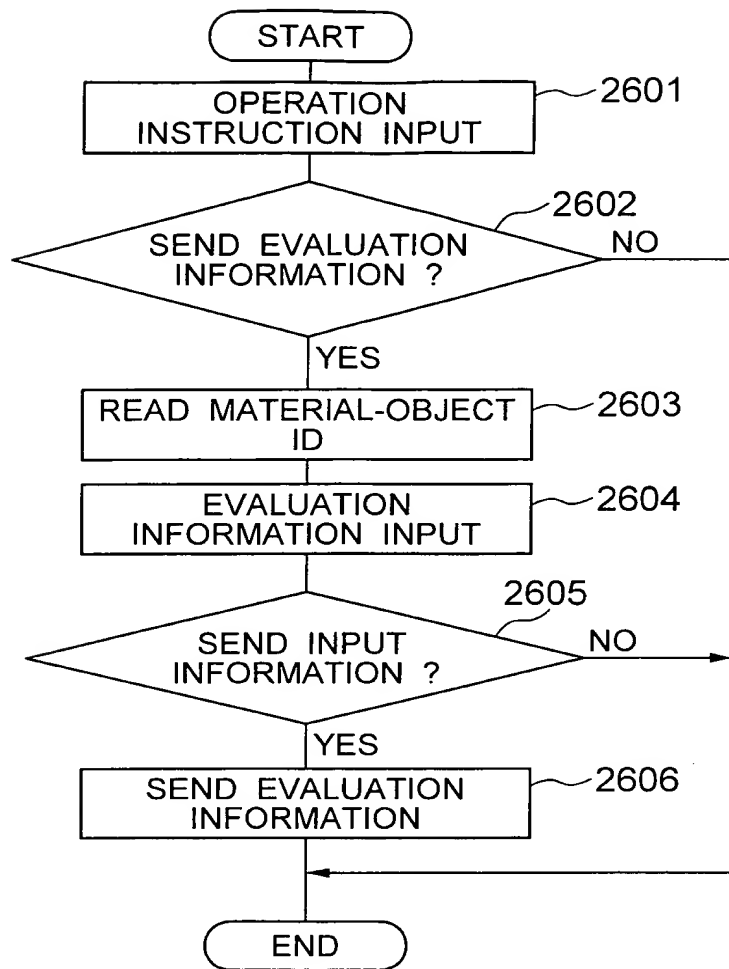 START
OPERATION
INSTRUCTION INPUT
2601
SEND EVALUATION
INFORMATION ?
2602
NO
YES
READ MATERIAL-OBJECT
ID
2603
EVALUATION
INFORMATION INPUT
2604
SEND INPUT
INFORMATION ?
2605
NO
YES
SEND EVALUATION
INFORMATION
2606
END